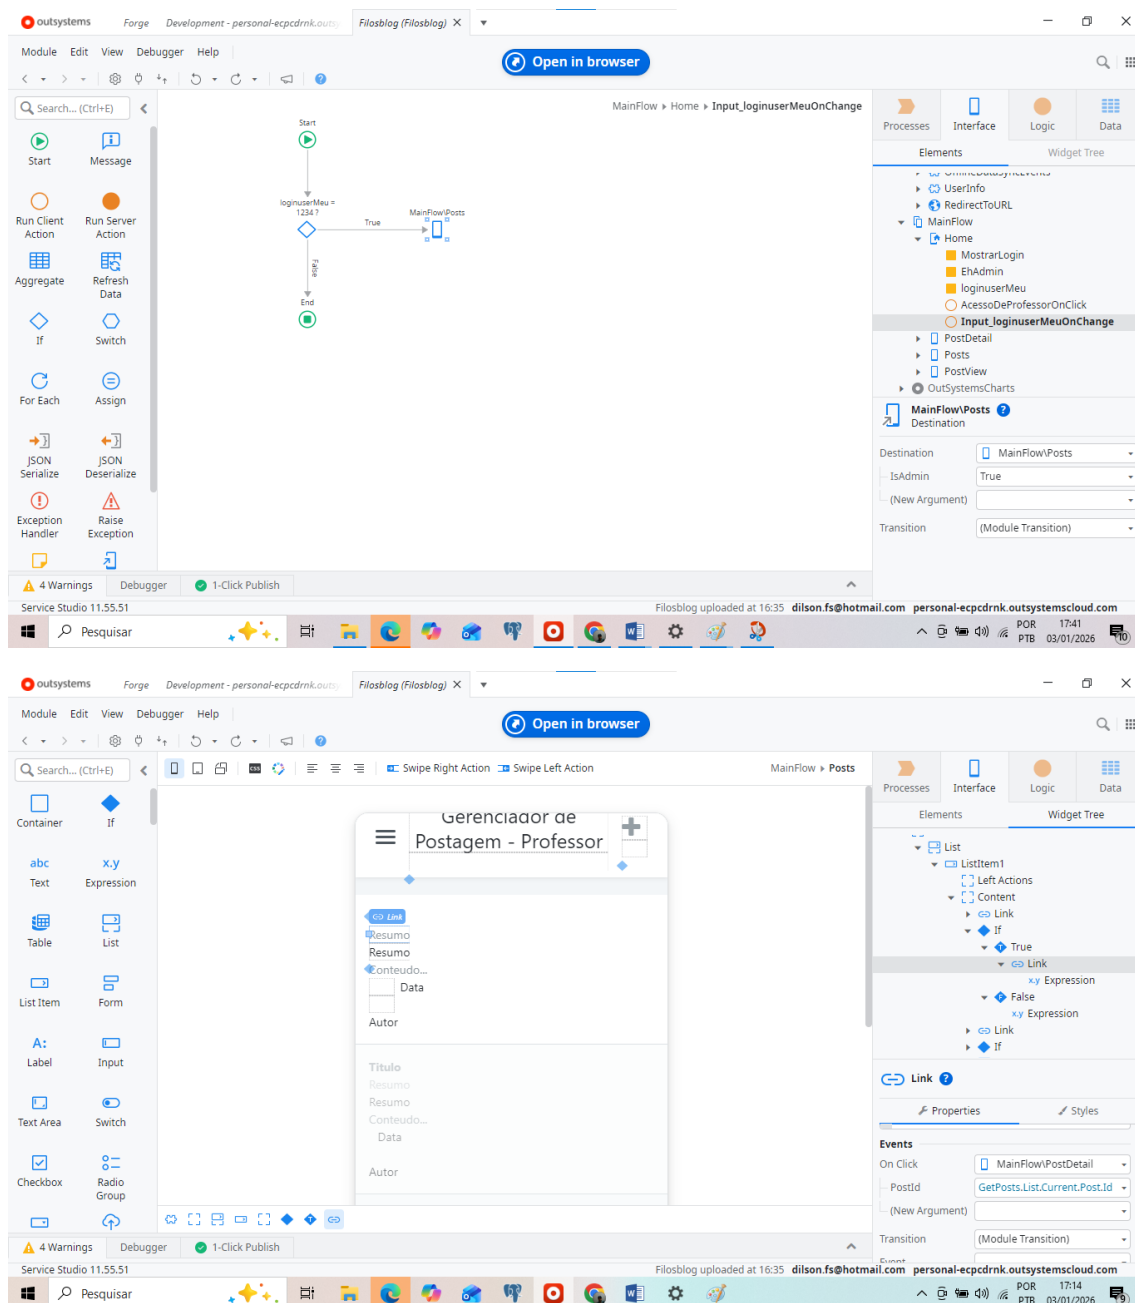 outsystems Forge Development - personal-ecpcdrnk.outsy Filosblog (Filosblog)
Module Edit View Debugger Help
Open in browser
Search... (Ctrl+E)
MainFlow Home Input_loginuserMeuOnChange
Processes Interface Logic Data
Elements Widget Tree
Start Message
Run Client Action Run Server Action
Aggregate Refresh Data
If Switch
For Each Assign
JSON Serialize JSON Deserialize
Exception Handler Raise Exception
Start
loginuserMeu = 1234 ?
True
MainFlow\Posts
False
End
OnlineDataSyncEvents
UserInfo
RedirectToURL
MainFlow
Home
MostrarLogin
EhAdmin
loginuserMeu
AcessoDeProfessorOnClick
Input_loginuserMeuOnChange
PostDetail
Posts
PostView
OutSystemsCharts
MainFlow\Posts
Destination
Destination MainFlow\Posts
IsAdmin True
(New Argument)
Transition (Module Transition)
4 Warnings Debugger 1-Click Publish
Service Studio 11.55.51 Filosblog uploaded at 16:35 dilson.fs@hotmail.com personal-ecpcdrnk.outsystemscloud.com
Pesquisar POR PTB 17:41 03/01/2026 10
outsystems Forge Development - personal-ecpcdrnk.outsy Filosblog (Filosblog)
Module Edit View Debugger Help
Open in browser
Search... (Ctrl+E)
CSS
Swipe Right Action Swipe Left Action
MainFlow Posts
Processes Interface Logic Data
Elements Widget Tree
Container If
abc Text x.y Expression
Table List
List Item Form
A: Label Input
Text Area Switch
Checkbox Radio Group
Gerenciador de
Postagem - Professor
Link
Resumo
Resumo
Conteudo...
Data
Autor
Titulo
Resumo
Resumo
Conteudo...
Data
Autor
List
ListItem1
Left Actions
Content
Link
If
True
Link
x.y Expression
False
x.y Expression
Link
If
Link
Properties Styles
Events
On Click MainFlow\PostDetail
PostId GetPosts.List.Current.Post.Id
(New Argument)
Transition (Module Transition)
Event
4 Warnings Debugger 1-Click Publish
Service Studio 11.55.51 Filosblog uploaded at 16:35 dilson.fs@hotmail.com personal-ecpcdrnk.outsystemscloud.com
Pesquisar POR PTB 17:14 03/01/2026 9